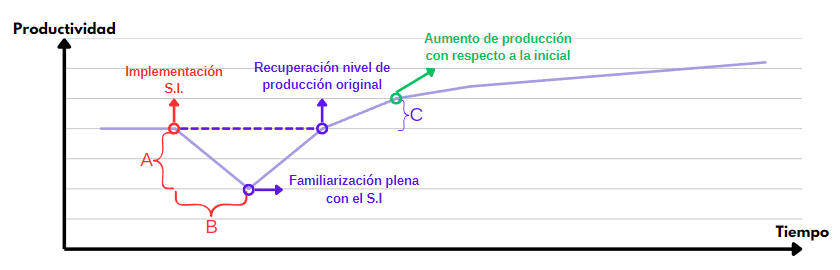 Productividad
Aumento de producción
con respecto a la inicial
Implementación
S.I.
Recuperación nivel de
producción original
C
A
Familiarización plena
con el S.I
B
Tiempo